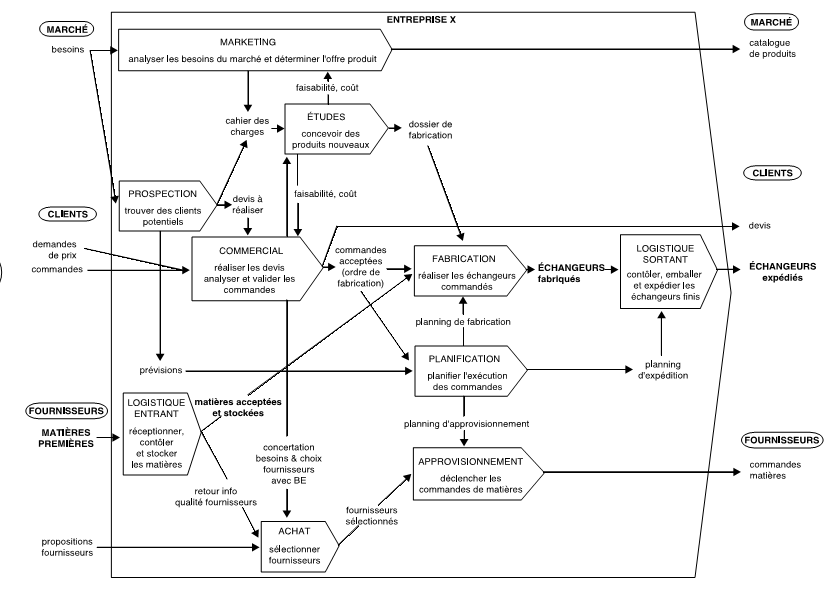 ENTREPRISE X
MARCHÉ
besoins
MARKETING
analyser les besoins du marché et déterminer l'offre produit
MARCHÉ
catalogue
de produits
faisabilité, coût
cahier des
charges
ÉTUDES
concevoir des
produits nouveaux
dossier de
fabrication
PROSPECTION
trouver des clients
potentiels
devis à
réaliser
faisabilité, coût
CLIENTS
devis
CLIENTS
demandes
de prix
commandes
COMMERCIAL
réaliser les devis
analyser et valider les
commandes
commandes
acceptées
(ordre de
fabrication)
FABRICATION
réaliser les échangeurs
commandés
ÉCHANGEURS
fabriqués
LOGISTIQUE
SORTANT
contôler, emballer
et expédier les
échangeurs finis
ÉCHANGEURS
expédiés
planning de fabrication
prévisions
PLANIFICATION
planifier l'exécution
des commandes
planning
d'expédition
FOURNISSEURS
MATIÈRES
PREMIÈRES
LOGISTIQUE
ENTRANT
réceptionner,
contôler
et stocker
les matières
matières acceptées
et stockées
planning d'approvisionnement
concertation
besoins & choix
fournisseurs
avec BE
APPROVISIONNEMENT
déclencher les
commandes de matières
FOURNISSEURS
commandes
matières
retour info
qualité fournisseurs
fournisseurs
sélectionnés
propositions
fournisseurs
ACHAT
sélectionner
fournisseurs